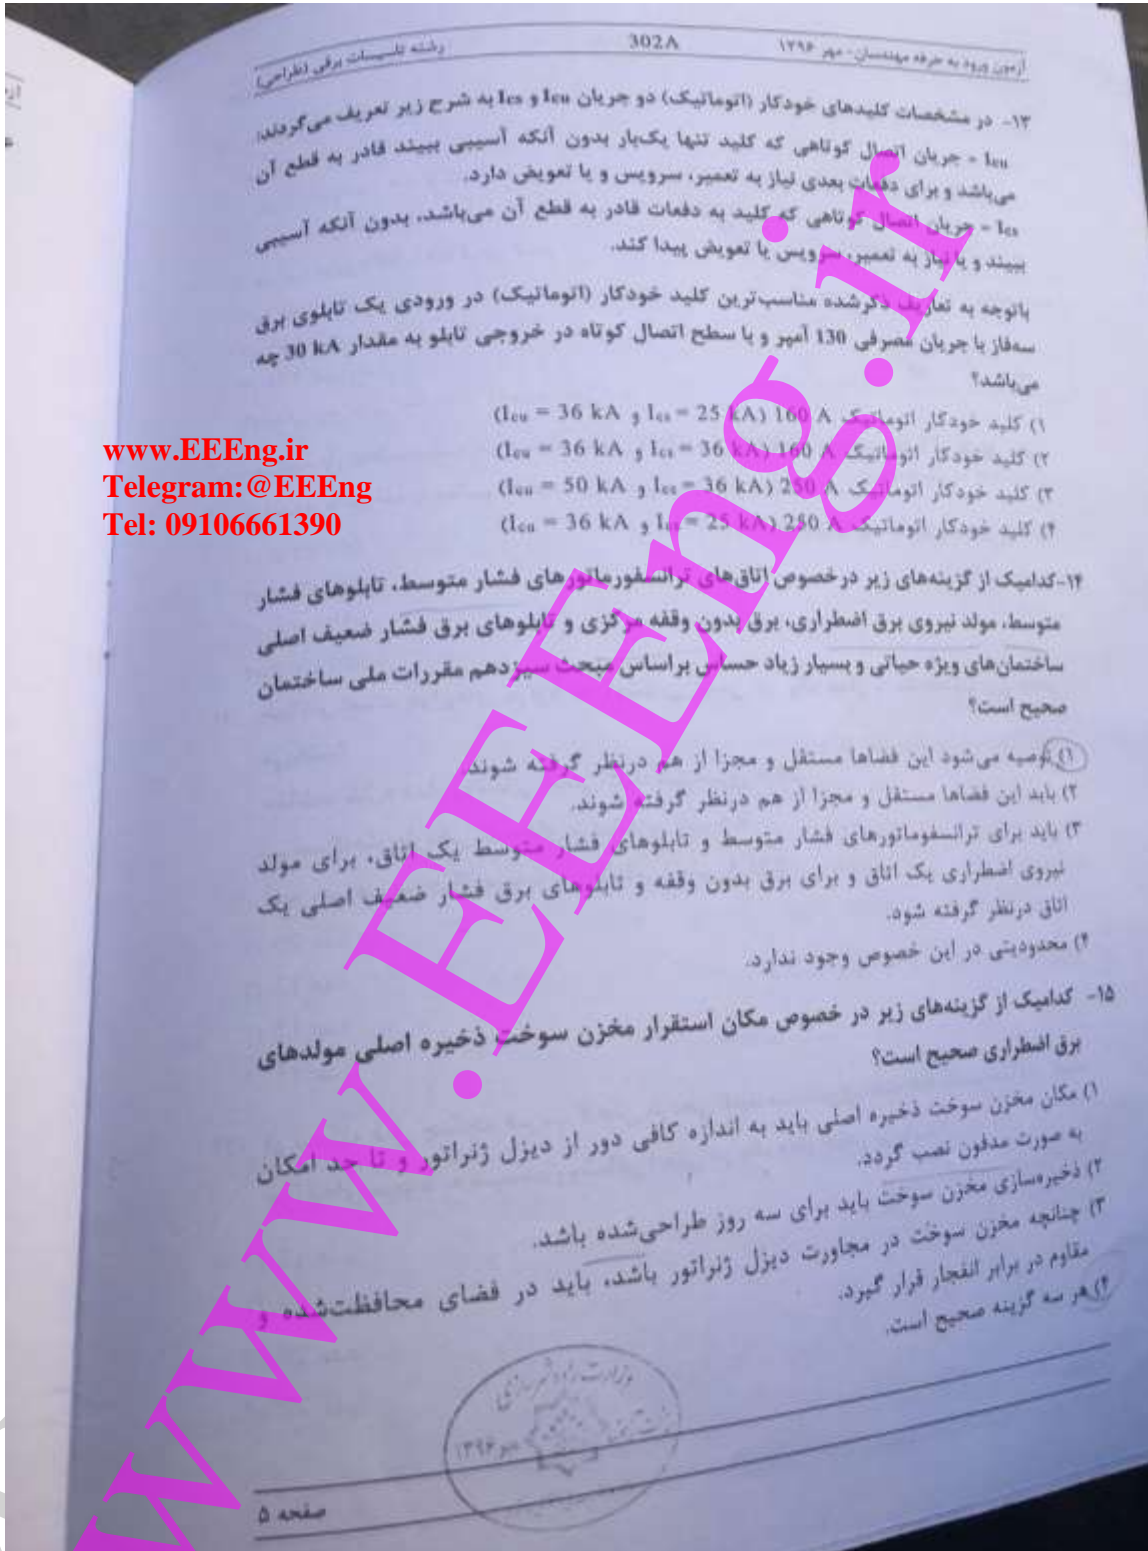 آزمون ورود به حرفه مهندسان - مهر ۱۳۹۶
302A
رشته تاسیسات برقی (طراحی)
۱۳- در مشخصات کلیدهای خودکار (اتوماتیک) دو جریان Icu و Ics به شرح زیر تعریف می‌گردند:
Icu - جریان اتصال کوتاهی که کلید تنها یک‌بار بدون آنکه آسیبی ببیند قادر به قطع آن
می‌باشد و برای دفعات بعدی نیاز به تعمیر، سرویس و یا تعویض دارد.
Ics - جریان اتصال کوتاهی که کلید به دفعات قادر به قطع آن می‌باشد، بدون آنکه آسیبی
ببیند و یا نیاز به تعمیر، سرویس یا تعویض پیدا کند.
باتوجه به تعاریف ذکرشده مناسب‌ترین کلید خودکار (اتوماتیک) در ورودی یک تابلوی برق
سه‌فاز با جریان مصرفی 130 آمپر و با سطح اتصال کوتاه در خروجی تابلو به مقدار 30 kA چه
می‌باشد؟
۱) کلید خودکار اتوماتیک 160 A (Ics = 25 kA و Icu = 36 kA)
۲) کلید خودکار اتوماتیک 160 A (Ics = 36 kA و Icu = 36 kA)
۳) کلید خودکار اتوماتیک 250 A (Ics = 36 kA و Icu = 50 kA)
۴) کلید خودکار اتوماتیک 250 A (Ics = 25 kA و Icu = 36 kA)
www.EEEng.ir
Telegram:@EEEng
Tel: 09106661390
۱۴-کدامیک از گزینه‌های زیر درخصوص اتاق‌های ترانسفورماتورهای فشار متوسط، تابلوهای فشار
متوسط، مولد نیروی برق اضطراری، برق بدون وقفه مرکزی و تابلوهای برق فشار ضعیف اصلی
ساختمان‌های ویژه حیاتی و بسیار زیاد حساس براساس مبحث سیزدهم مقررات ملی ساختمان
صحیح است؟
۱) توصیه می‌شود این فضاها مستقل و مجزا از هم درنظر گرفته شوند.
۲) باید این فضاها مستقل و مجزا از هم درنظر گرفته شوند.
۳) باید برای ترانسفوماتورهای فشار متوسط و تابلوهای فشار متوسط یک اتاق، برای مولد
نیروی اضطراری یک اتاق و برای برق بدون وقفه و تابلوهای برق فشار ضعیف اصلی یک
اتاق درنظر گرفته شود.
۴) محدودیتی در این خصوص وجود ندارد.
۱۵- کدامیک از گزینه‌های زیر در خصوص مکان استقرار مخزن سوخت ذخیره اصلی مولدهای
برق اضطراری صحیح است؟
۱) مکان مخزن سوخت ذخیره اصلی باید به اندازه کافی دور از دیزل ژنراتور و تا حد امکان
به صورت مدفون نصب گردد.
۲) ذخیره‌سازی مخزن سوخت باید برای سه روز طراحی‌شده باشد.
۳) چنانچه مخزن سوخت در مجاورت دیزل ژنراتور باشد، باید در فضای محافظت‌شده و
مقاوم در برابر انفجار قرار گیرد.
۴) هر سه گزینه صحیح است.
مهر ۱۳۹۶
صفحه ۵
www.EEEng.ir